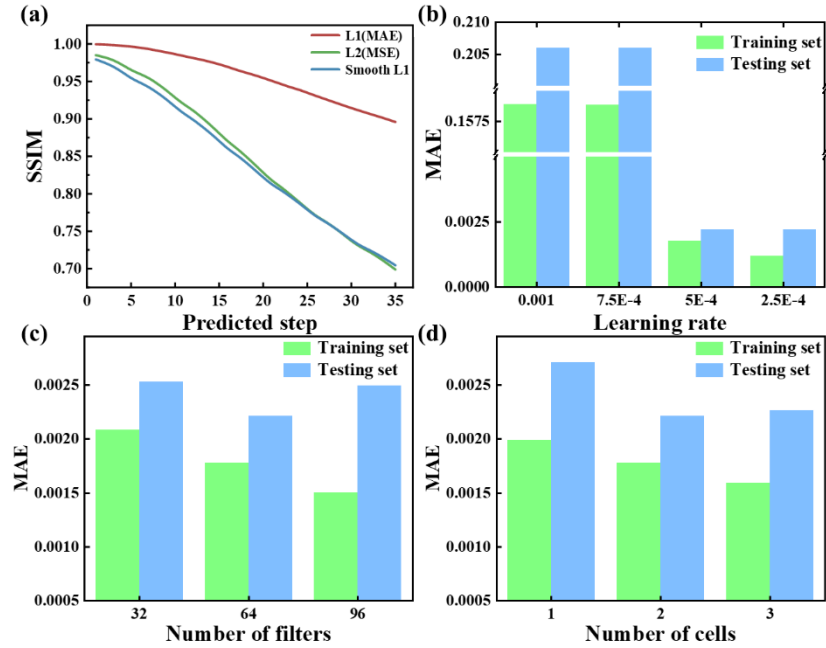 (a)
L1(MAE)
L2(MSE)
Smooth L1
1.00
0.95
0.90
0.85
0.80
0.75
0.70
SSIM
0
5
10
15
20
25
30
35
Predicted step
(b)
Training set
Testing set
0.210
0.205
0.1575
0.0025
0.0000
MAE
0.001
7.5E-4
5E-4
2.5E-4
Learning rate
(c)
Training set
Testing set
0.0025
0.0020
0.0015
0.0010
0.0005
MAE
32
64
96
Number of filters
(d)
Training set
Testing set
0.0025
0.0020
0.0015
0.0010
0.0005
MAE
1
2
3
Number of cells